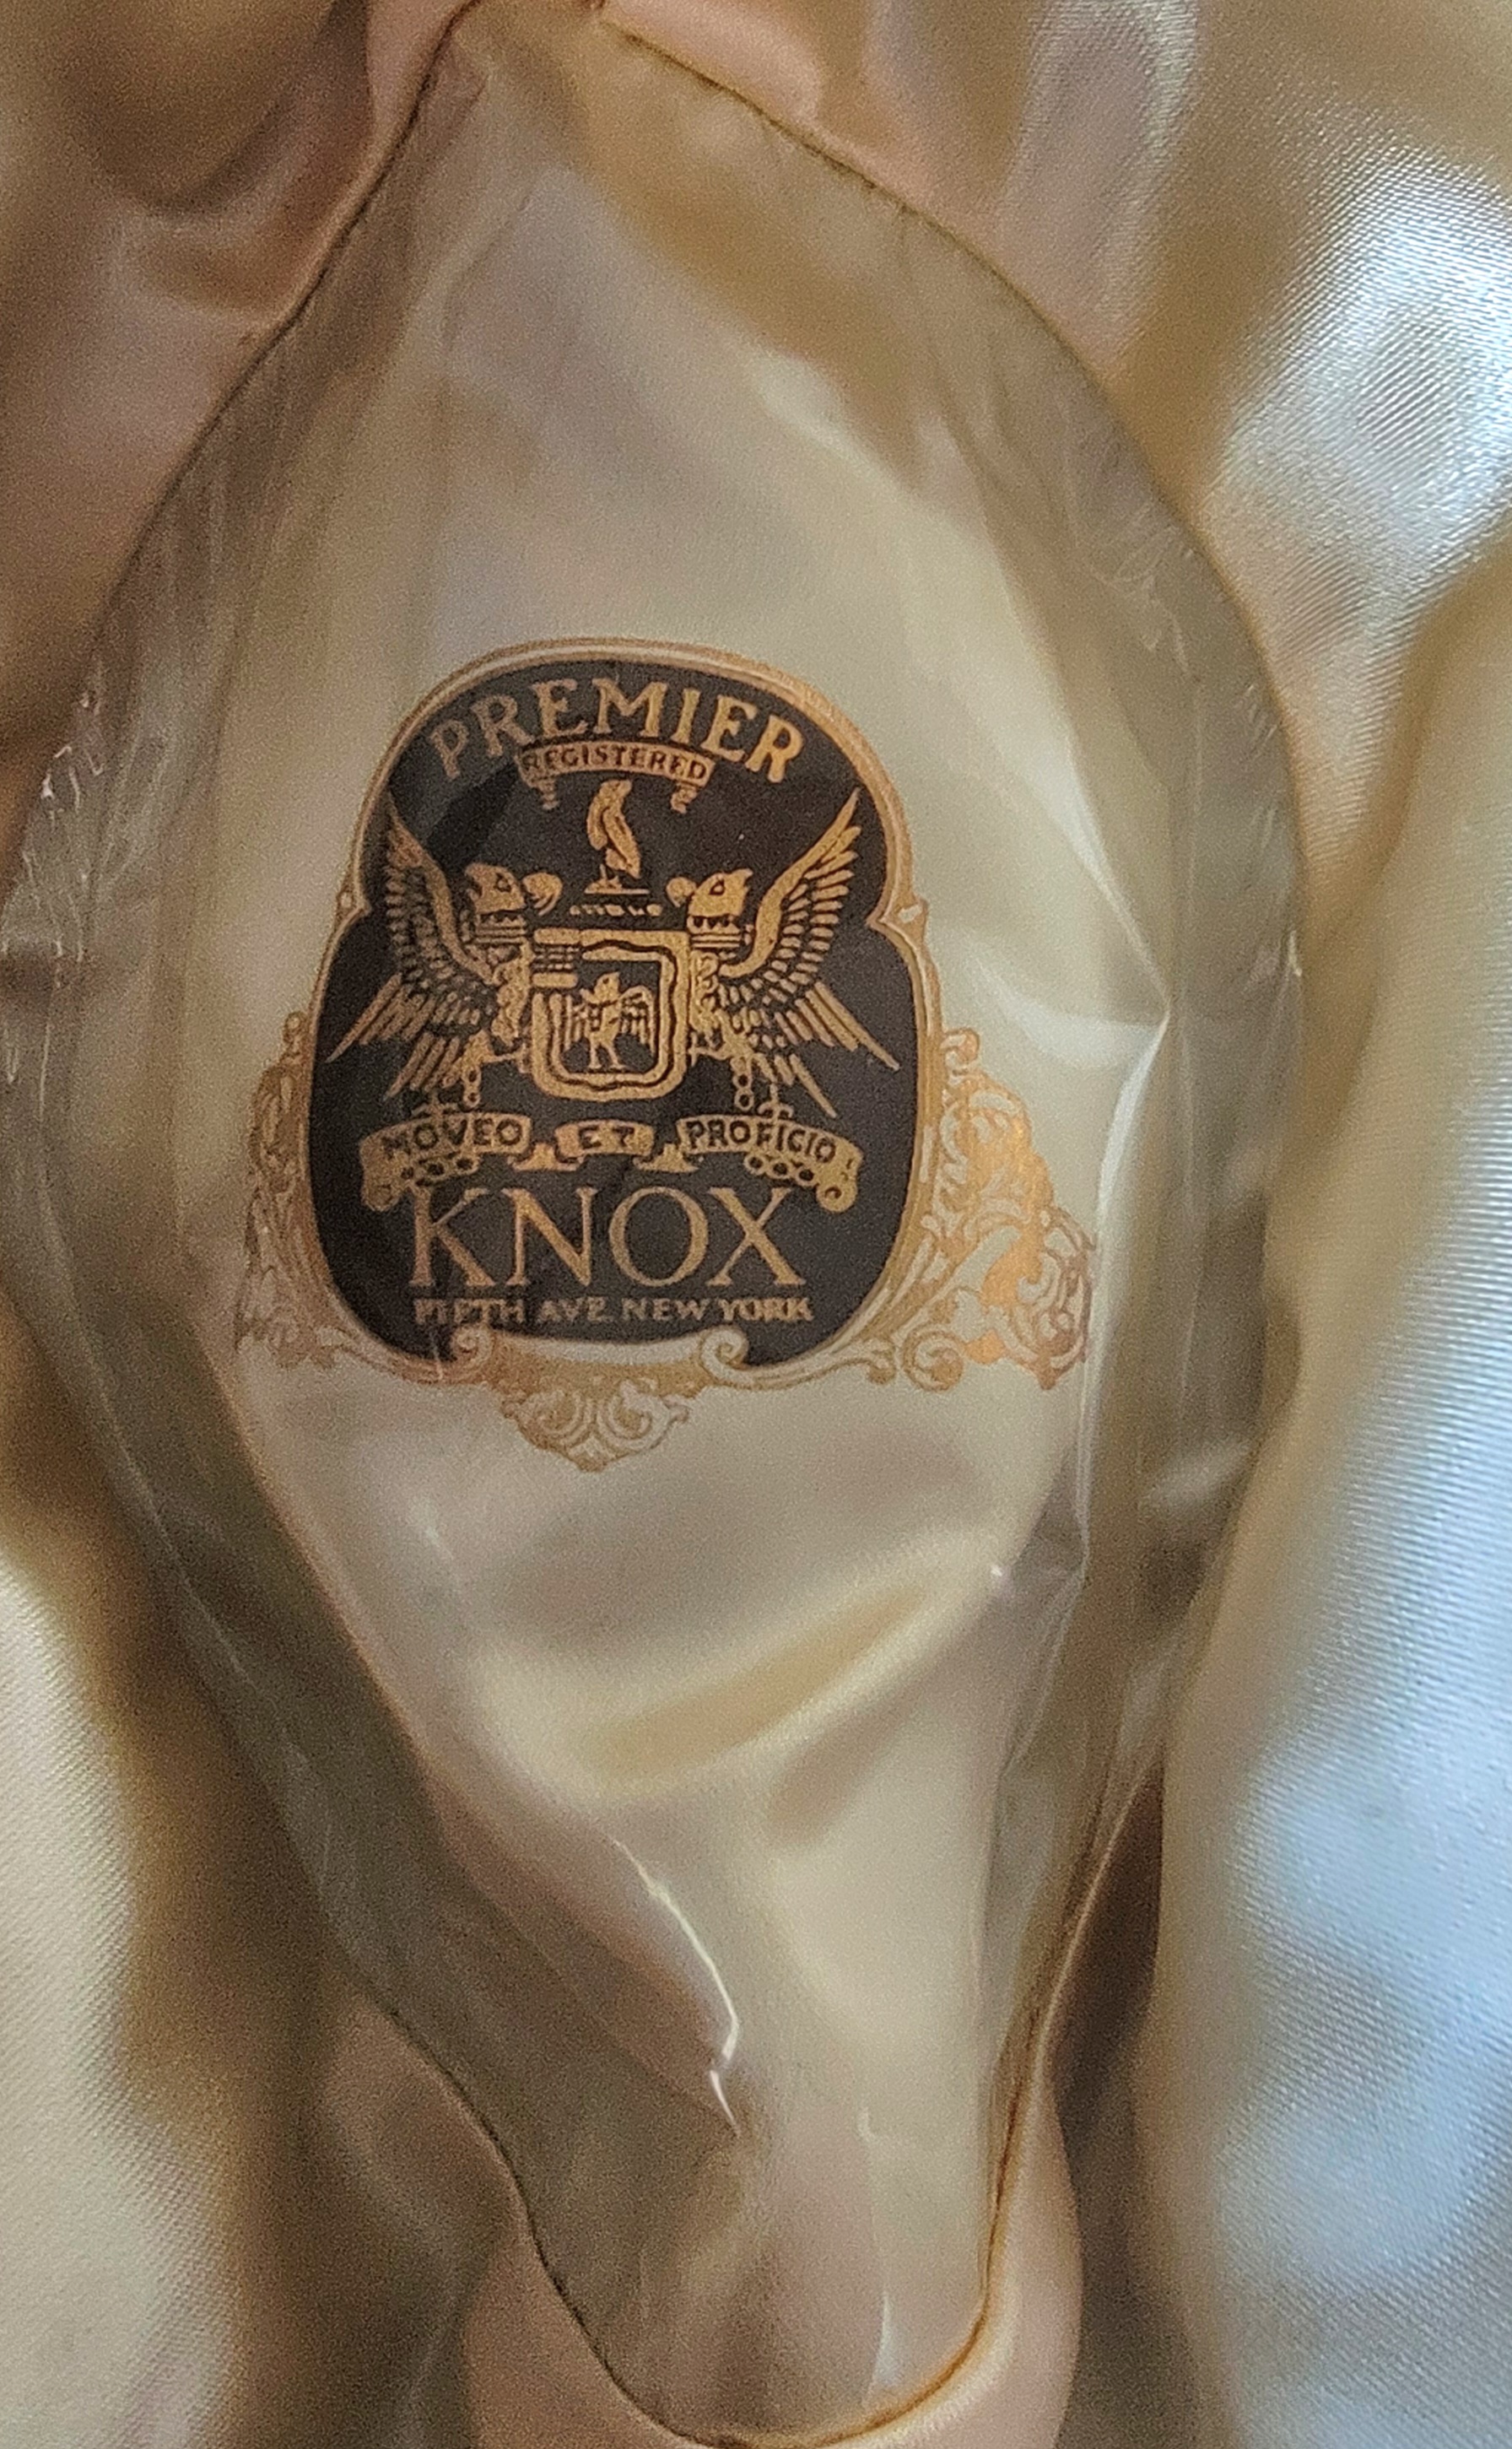 PREMIER
REGISTERED
MOVEO ET PROFICIO
KNOX
FIFTH AVE. NEW YORK